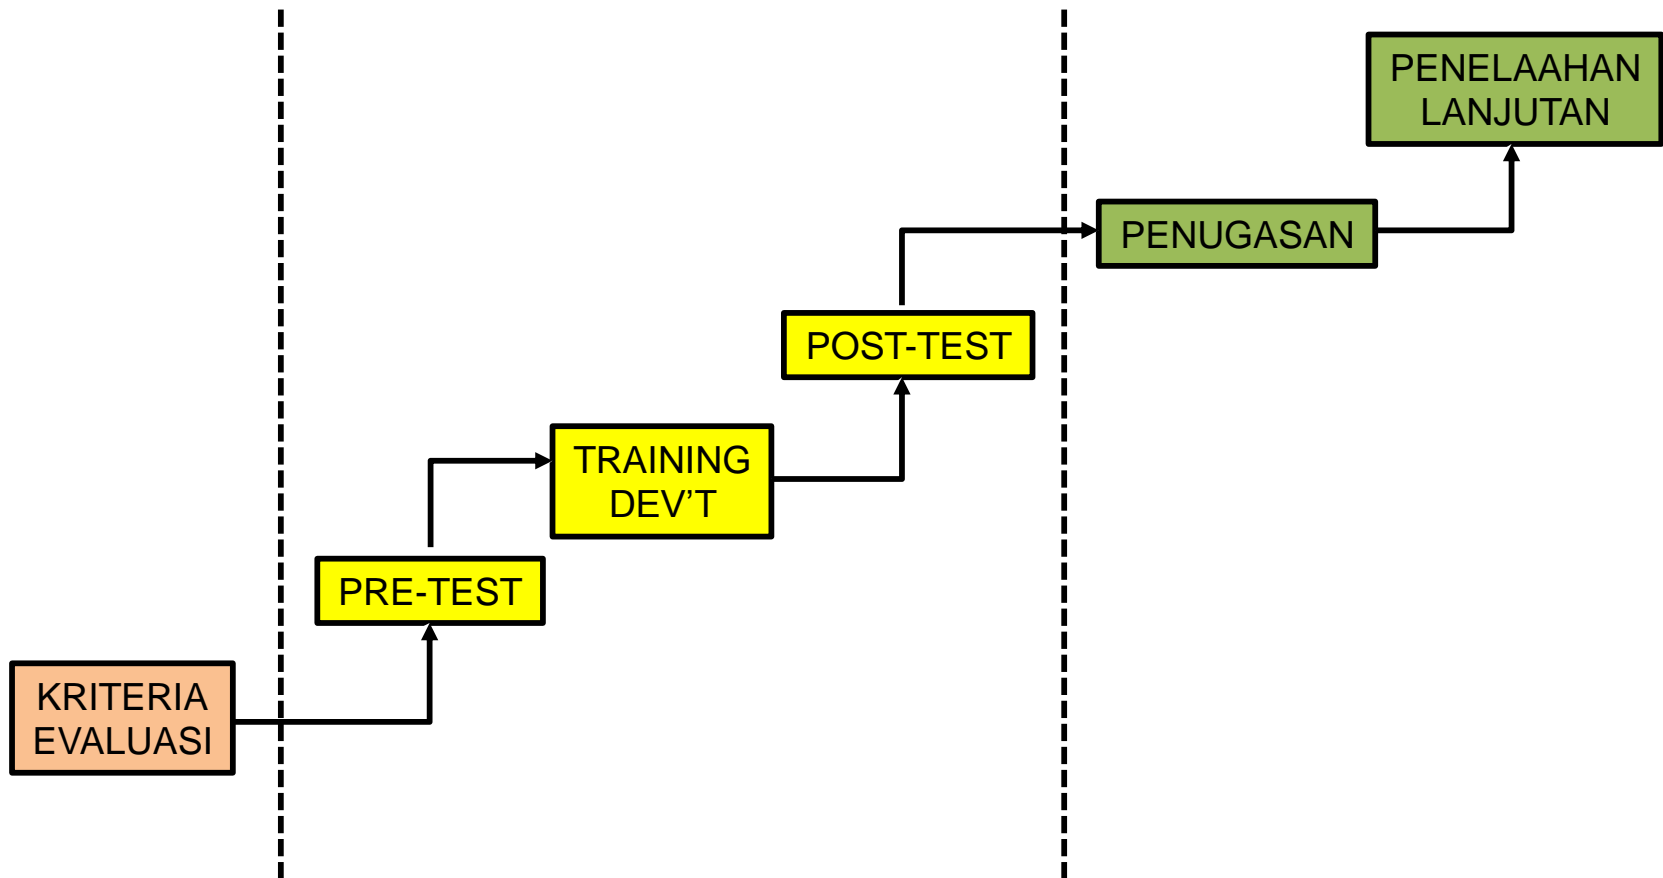 PENELAAHAN
LANJUTAN
PENUGASAN
POST-TEST
TRAINING
DEV’T
PRE-TEST
KRITERIA
EVALUASI